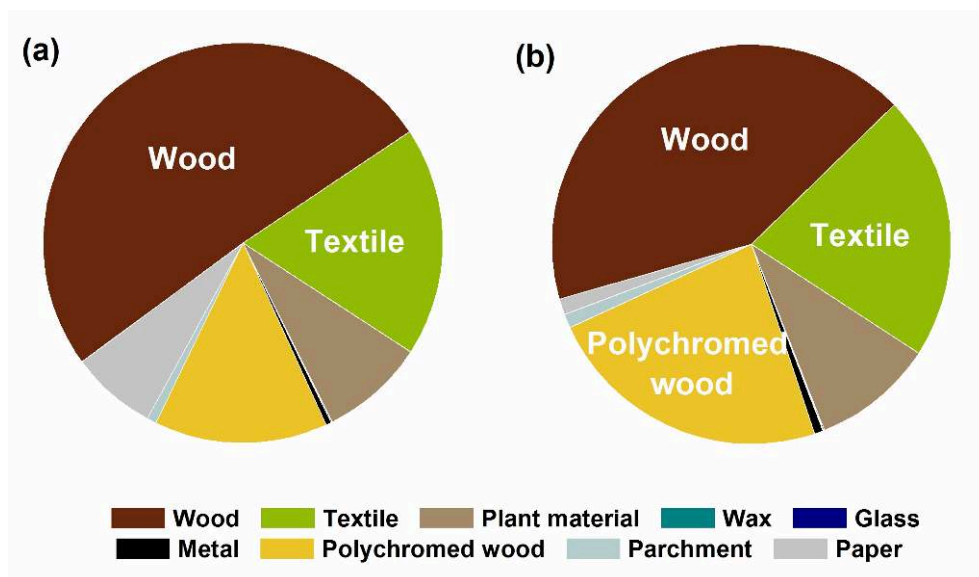 (a)
Wood
Textile
(b)
Wood
Textile
Polychromed
wood
Wood Textile Plant material Wax Glass
Metal Polychromed wood Parchment Paper